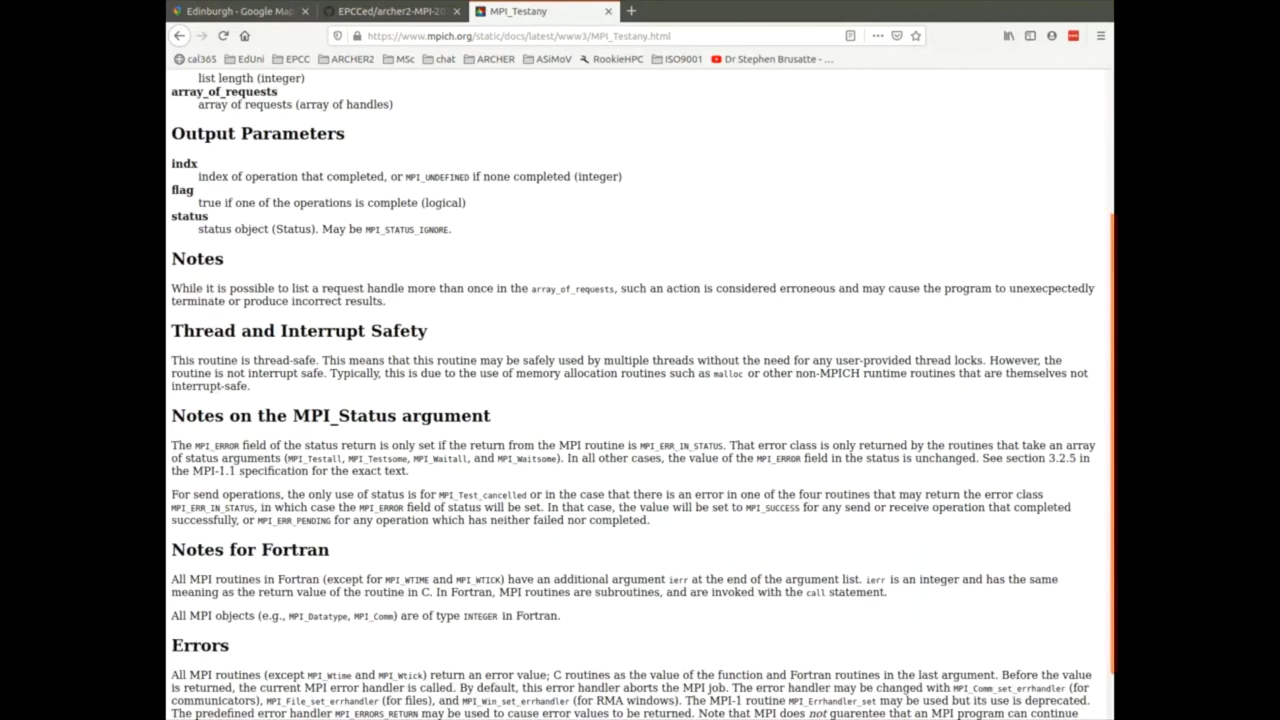 Edinburgh - Google Map
EPCCed/archer2-MPI-20
MPI_Testany
https://www.mpich.org/static/docs/latest/www3/MPI_Testany.html
cal365 EdUni EPCC ARCHER2 MSc chat ARCHER ASiMoV RookieHPC ISO9001 Dr Stephen Brusatte - ...
list length (integer)
array_of_requests
array of requests (array of handles)
Output Parameters
indx
index of operation that completed, or MPI_UNDEFINED if none completed (integer)
flag
true if one of the operations is complete (logical)
status
status object (Status). May be MPI_STATUS_IGNORE.
Notes
While it is possible to list a request handle more than once in the array_of_requests, such an action is considered erroneous and may cause the program to unexecpectedly
terminate or produce incorrect results.
Thread and Interrupt Safety
This routine is thread-safe. This means that this routine may be safely used by multiple threads without the need for any user-provided thread locks. However, the
routine is not interrupt safe. Typically, this is due to the use of memory allocation routines such as malloc or other non-MPICH runtime routines that are themselves not
interrupt-safe.
Notes on the MPI_Status argument
The MPI_ERROR field of the status return is only set if the return from the MPI routine is MPI_ERR_IN_STATUS. That error class is only returned by the routines that take an array
of status arguments (MPI_Testall, MPI_Testsome, MPI_Waitall, and MPI_Waitsome). In all other cases, the value of the MPI_ERROR field in the status is unchanged. See section 3.2.5 in
the MPI-1.1 specification for the exact text.
For send operations, the only use of status is for MPI_Test_cancelled or in the case that there is an error in one of the four routines that may return the error class
MPI_ERR_IN_STATUS, in which case the MPI_ERROR field of status will be set. In that case, the value will be set to MPI_SUCCESS for any send or receive operation that completed
successfully, or MPI_ERR_PENDING for any operation which has neither failed nor completed.
Notes for Fortran
All MPI routines in Fortran (except for MPI_WTIME and MPI_WTICK) have an additional argument ierr at the end of the argument list. ierr is an integer and has the same
meaning as the return value of the routine in C. In Fortran, MPI routines are subroutines, and are invoked with the call statement.
All MPI objects (e.g., MPI_Datatype, MPI_Comm) are of type INTEGER in Fortran.
Errors
All MPI routines (except MPI_Wtime and MPI_Wtick) return an error value; C routines as the value of the function and Fortran routines in the last argument. Before the value
is returned, the current MPI error handler is called. By default, this error handler aborts the MPI job. The error handler may be changed with MPI_Comm_set_errhandler (for
communicators), MPI_File_set_errhandler (for files), and MPI_Win_set_errhandler (for RMA windows). The MPI-1 routine MPI_Errhandler_set may be used but its use is deprecated.
The predefined error handler MPI_ERRORS_RETURN may be used to cause error values to be returned. Note that MPI does not guarentee that an MPI program can continue